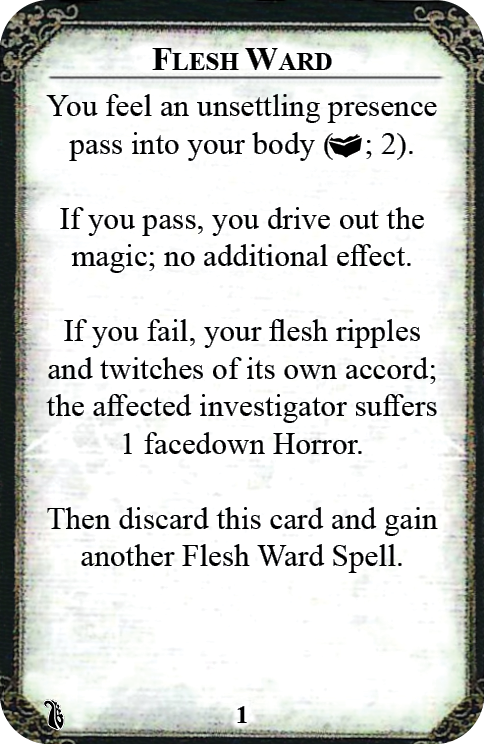 FLESH WARD
You feel an unsettling presence
pass into your body (; 2).
If you pass, you drive out the
magic; no additional effect.
If you fail, your flesh ripples
and twitches of its own accord;
the affected investigator suffers
1 facedown Horror.
Then discard this card and gain
another Flesh Ward Spell.
1